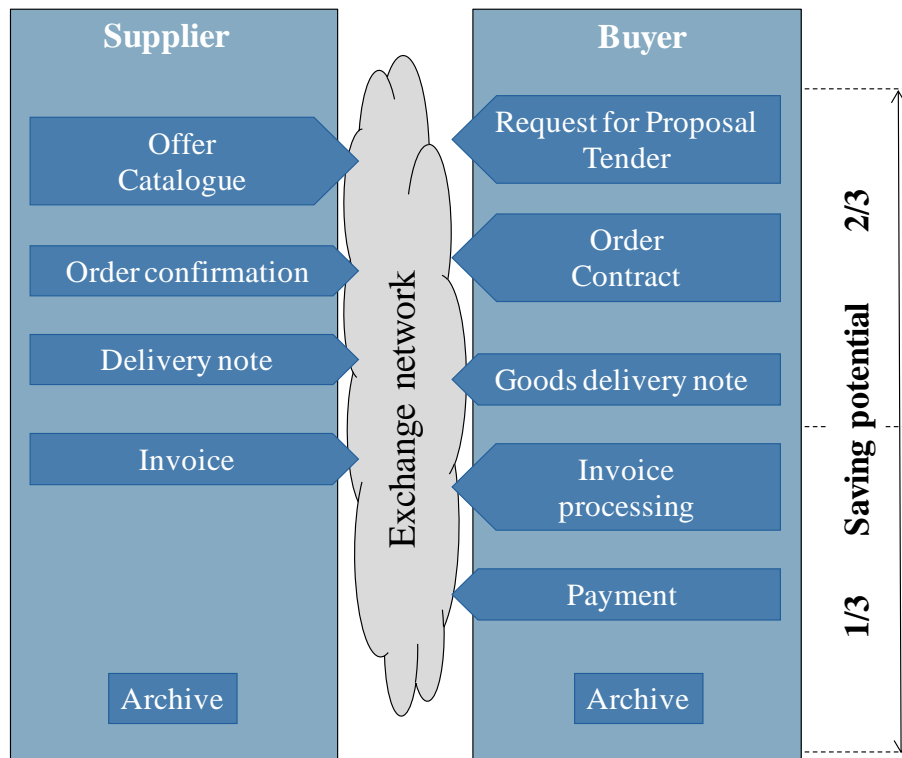 Supplier
Offer
Catalogue
Order confirmation
Delivery note
Invoice
Archive
Exchange network
Buyer
Request for Proposal
Tender
Order
Contract
Goods delivery note
Invoice
processing
Payment
Archive
2/3
Saving potential
1/3